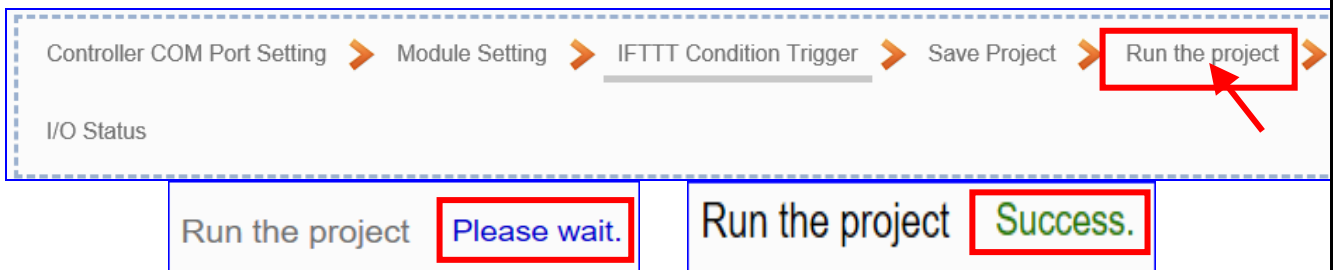 Controller COM Port Setting Module Setting IFTTT Condition Trigger Save Project Run the project
I/O Status
Run the project Please wait. Run the project Success.